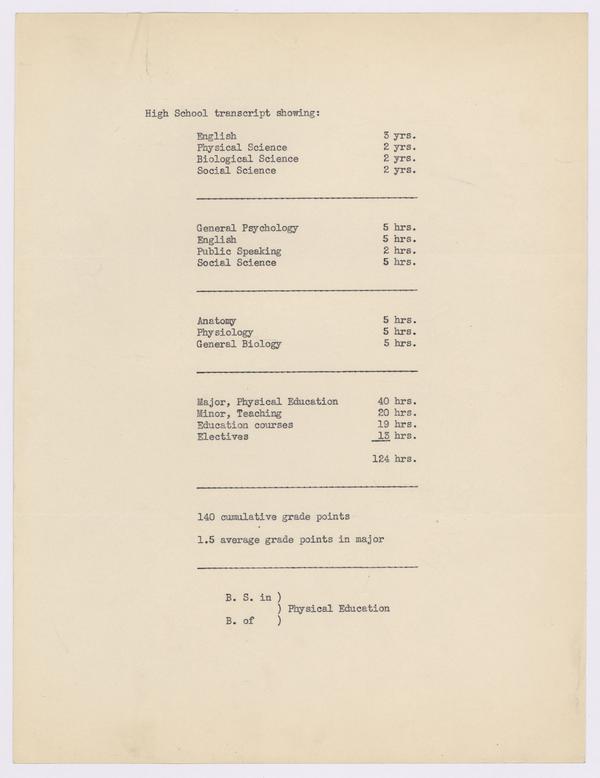 High School transcript showing:
English 3 yrs.
Physical Science 2 yrs.
Biological Science 2 yrs.
Social Science 2 yrs.
General Psychology 5 hrs.
English 5 hrs.
Public Speaking 2 hrs.
Social Science 5 hrs.
Anatomy 5 hrs.
Physiology 5 hrs.
General Biology 5 hrs.
Major, Physical Education 40 hrs.
Minor, Teaching 20 hrs.
Education courses 19 hrs.
Electives 13 hrs.
124 hrs.
140 cumulative grade points
1.5 average grade points in major
B. S. in )
) Physical Education
B. of )